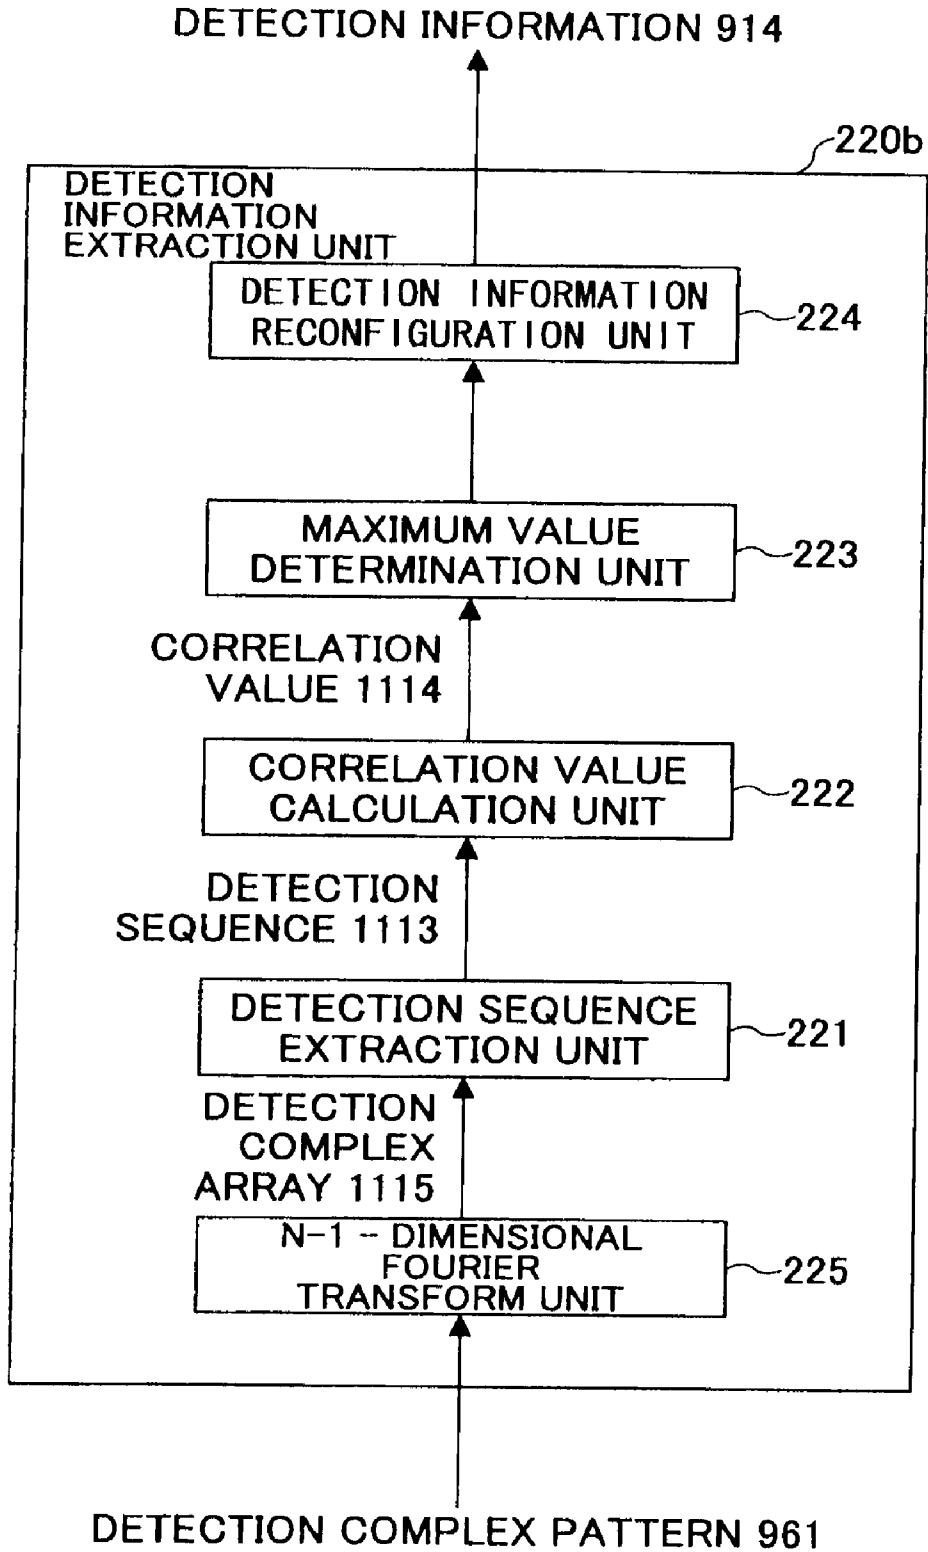 DETECTION INFORMATION 914
220b
DETECTION
INFORMATION
EXTRACTION UNIT
DETECTION INFORMATION
RECONFIGURATION UNIT
224
MAXIMUM VALUE
DETERMINATION UNIT
223
CORRELATION
VALUE 1114
CORRELATION VALUE
CALCULATION UNIT
222
DETECTION
SEQUENCE 1113
DETECTION SEQUENCE
EXTRACTION UNIT
221
DETECTION
COMPLEX
ARRAY 1115
N-1 - DIMENSIONAL
FOURIER
TRANSFORM UNIT
225
DETECTION COMPLEX PATTERN 961